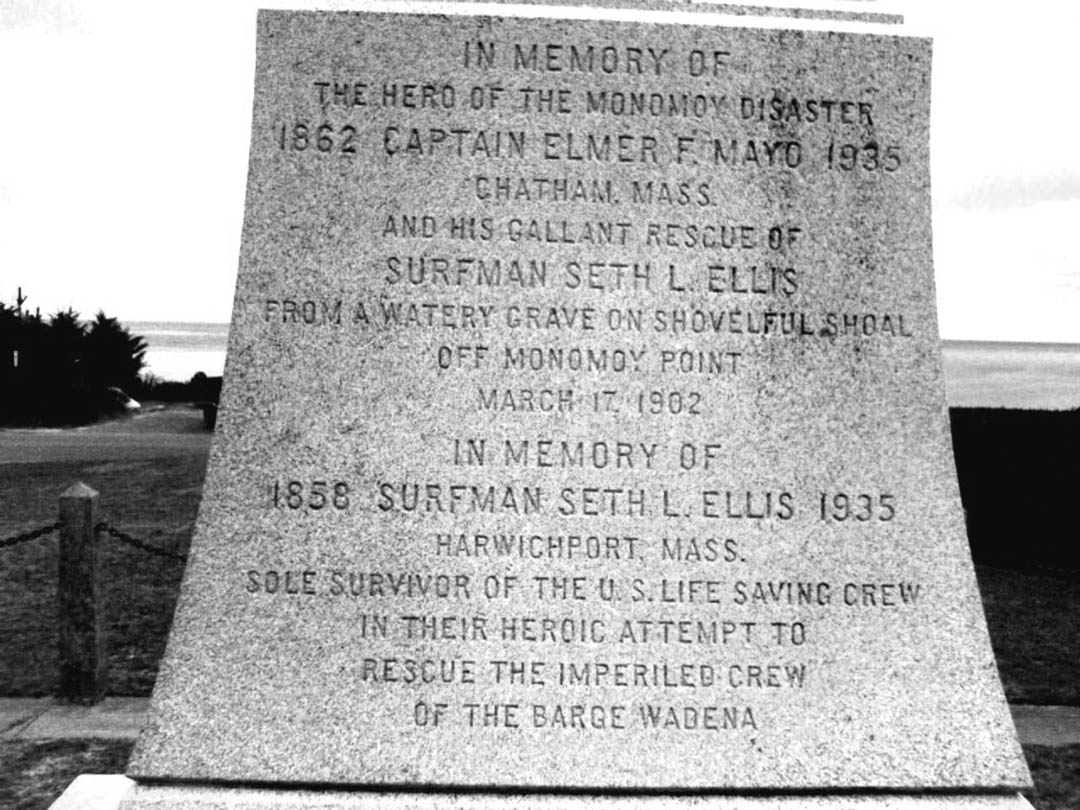 IN MEMORY OF
THE HERO OF THE MONOMOY DISASTER
1862 CAPTAIN ELMER F. MAYO 1935
CHATHAM, MASS.
AND HIS GALLANT RESCUE OF
SURFMAN SETH L. ELLIS
FROM A WATERY GRAVE ON SHOVELFUL SHOAL
OFF MONOMOY POINT
MARCH 17, 1902
IN MEMORY OF
1858 SURFMAN SETH L. ELLIS 1935
HARWICHPORT, MASS.
SOLE SURVIVOR OF THE U. S. LIFE SAVING CREW
IN THEIR HEROIC ATTEMPT TO
RESCUE THE IMPERILED CREW
OF THE BARGE WADENA